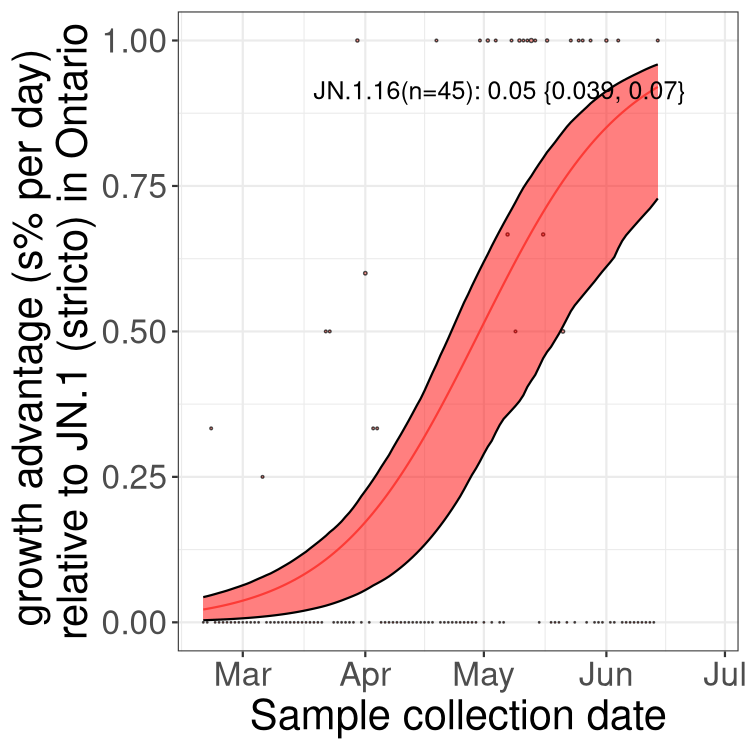 growth advantage (s% per day)
relative to JN.1 (stricto) in Ontario
1.00
JN.1.16(n=45): 0.05 {0.039, 0.07}
0.75
0.50
0.25
0.00
Mar Apr May Jun Jul
Sample collection date